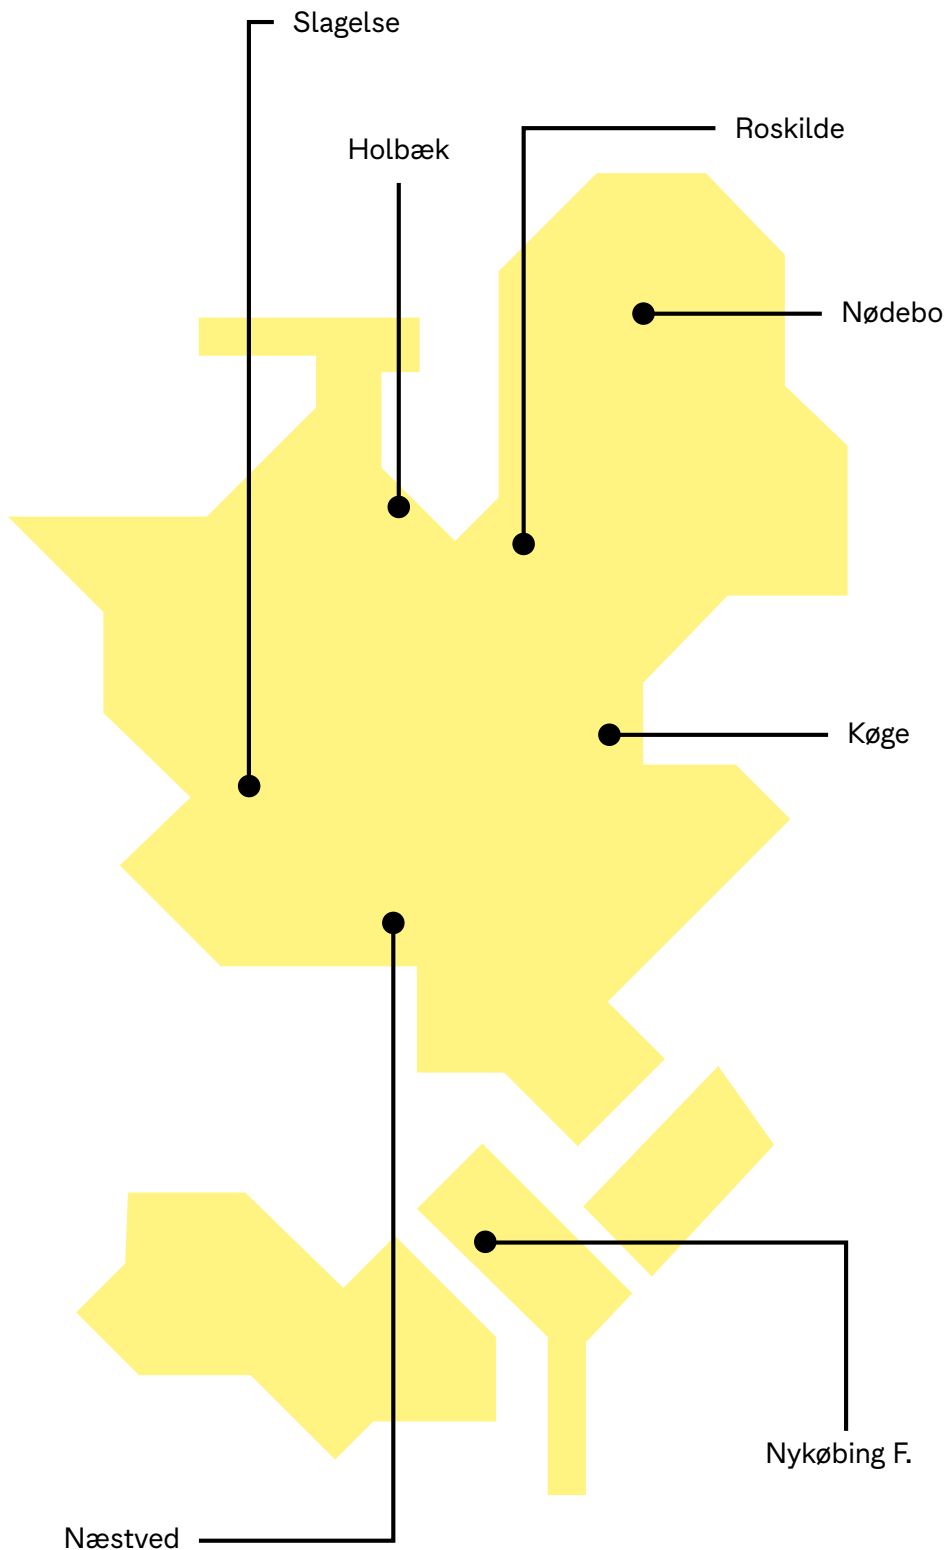 Slagelse
Roskilde
Holbæk
Nødebo
Køge
Nykøbing F.
Næstved